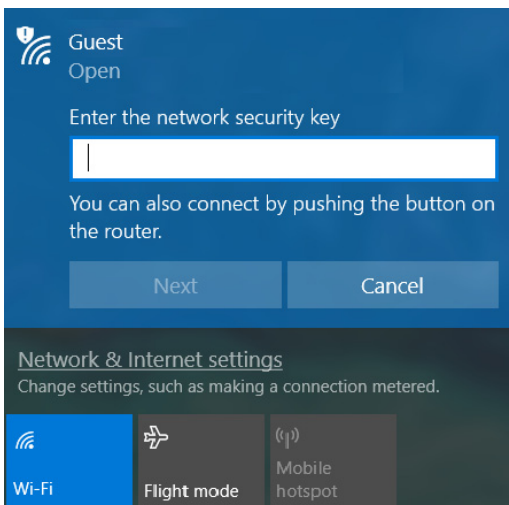 Guest
Open
Enter the network security key
You can also connect by pushing the button on
the router.
Next
Cancel
Network & Internet settings
Change settings, such as making a connection metered.
Wi-Fi
Flight mode
Mobile
hotspot